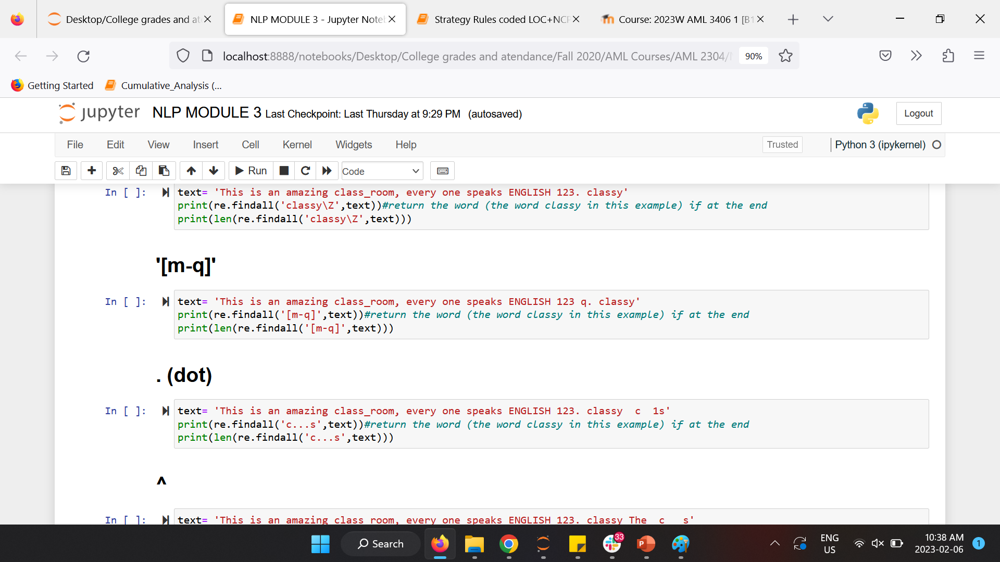 Desktop/College grades and at
NLP MODULE 3 - Jupyter Note
Strategy Rules coded LOC+NCP
Course: 2023W AML 3406 1 [B1
localhost:8888/notebooks/Desktop/College grades and atendance/Fall 2020/AML Courses/AML 2304/
90%
Getting Started
Cumulative_Analysis (...
jupyter
NLP MODULE 3 Last Checkpoint: Last Thursday at 9:29 PM (autosaved)
Logout
File Edit View Insert Cell Kernel Widgets Help
Trusted
Python 3 (ipykernel)
Run
Code
In [ ]: text= 'This is an amazing class_room, every one speaks ENGLISH 123. classy'
print(re.findall('classy\Z',text))#return the word (the word classy in this example) if at the end
print(len(re.findall('classy\Z',text)))
'[m-q]'
In [ ]: text= 'This is an amazing class_room, every one speaks ENGLISH 123 q. classy'
print(re.findall('[m-q]',text))#return the word (the word classy in this example) if at the end
print(len(re.findall('[m-q]',text)))
. (dot)
In [ ]: text= 'This is an amazing class_room, every one speaks ENGLISH 123. classy  c  1s'
print(re.findall('c...s',text))#return the word (the word classy in this example) if at the end
print(len(re.findall('c...s',text)))
^
In [ ]: text= 'This is an amazing class_room, every one speaks ENGLISH 123. classy The  c   s'
Search
33
P
ENG
US
10:38 AM
2023-02-06
1